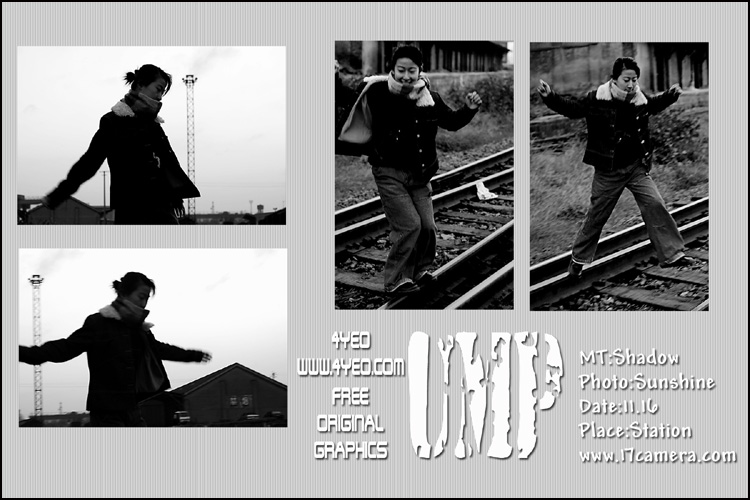 4YEO
WWW.4YEO.COM
FREE
ORIGINAL
GRAPHICS
UMP
MT:Shadow
Photo:Sunshine
Date:11.16
Place:Station
www.17camera.com